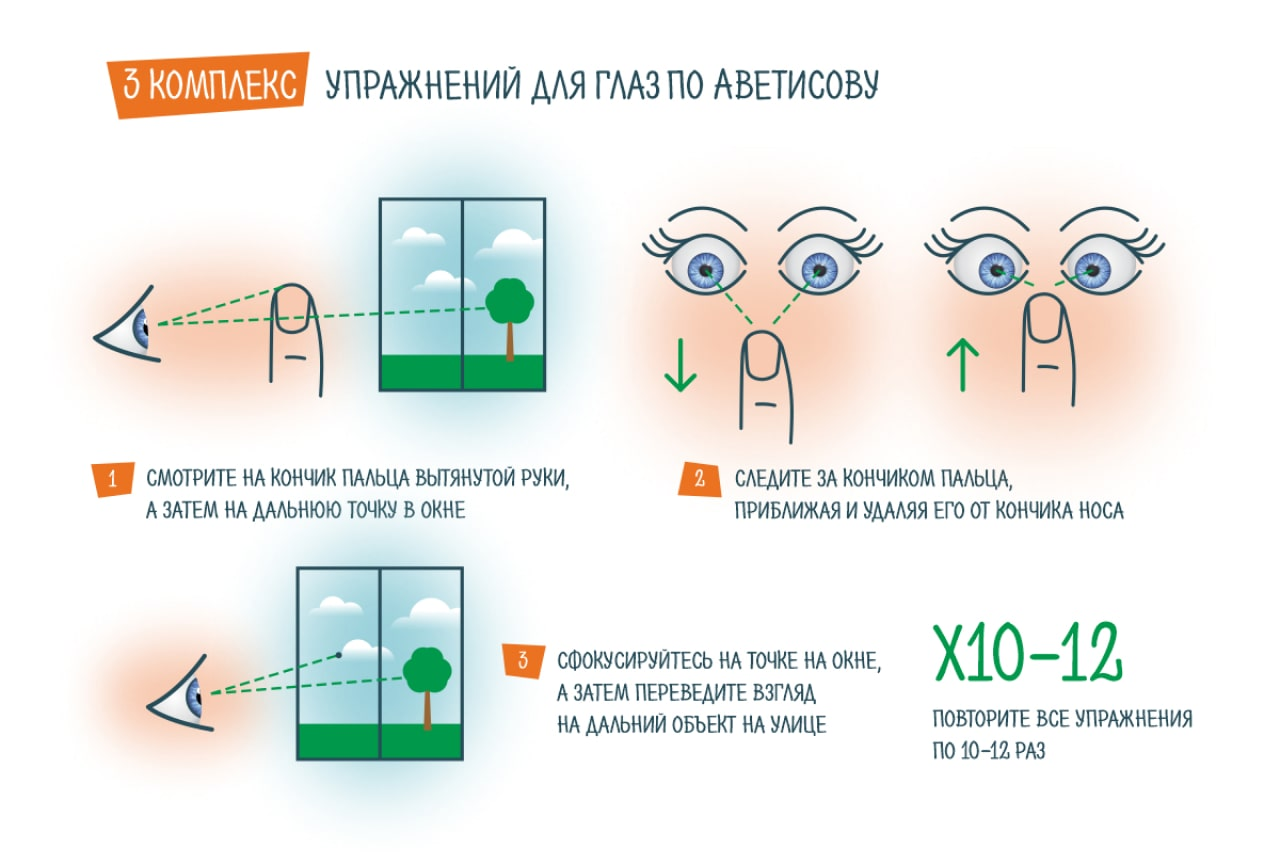 3 КОМПЛЕКС УПРАЖНЕНИЙ ДЛЯ ГЛАЗ ПО АВЕТИСОВУ
1 СМОТРИТЕ НА КОНЧИК ПАЛЬЦА ВЫТЯНУТОЙ РУКИ,
А ЗАТЕМ НА ДАЛЬНЮЮ ТОЧКУ В ОКНЕ
2 СЛЕДИТЕ ЗА КОНЧИКОМ ПАЛЬЦА,
ПРИБЛИЖАЯ И УДАЛЯЯ ЕГО ОТ КОНЧИКА НОСА
3 СФОКУСИРУЙТЕСЬ НА ТОЧКЕ НА ОКНЕ,
А ЗАТЕМ ПЕРЕВЕДИТЕ ВЗГЛЯД
НА ДАЛЬНИЙ ОБЪЕКТ НА УЛИЦЕ
X10–12
ПОВТОРИТЕ ВСЕ УПРАЖНЕНИЯ
ПО 10–12 РАЗ